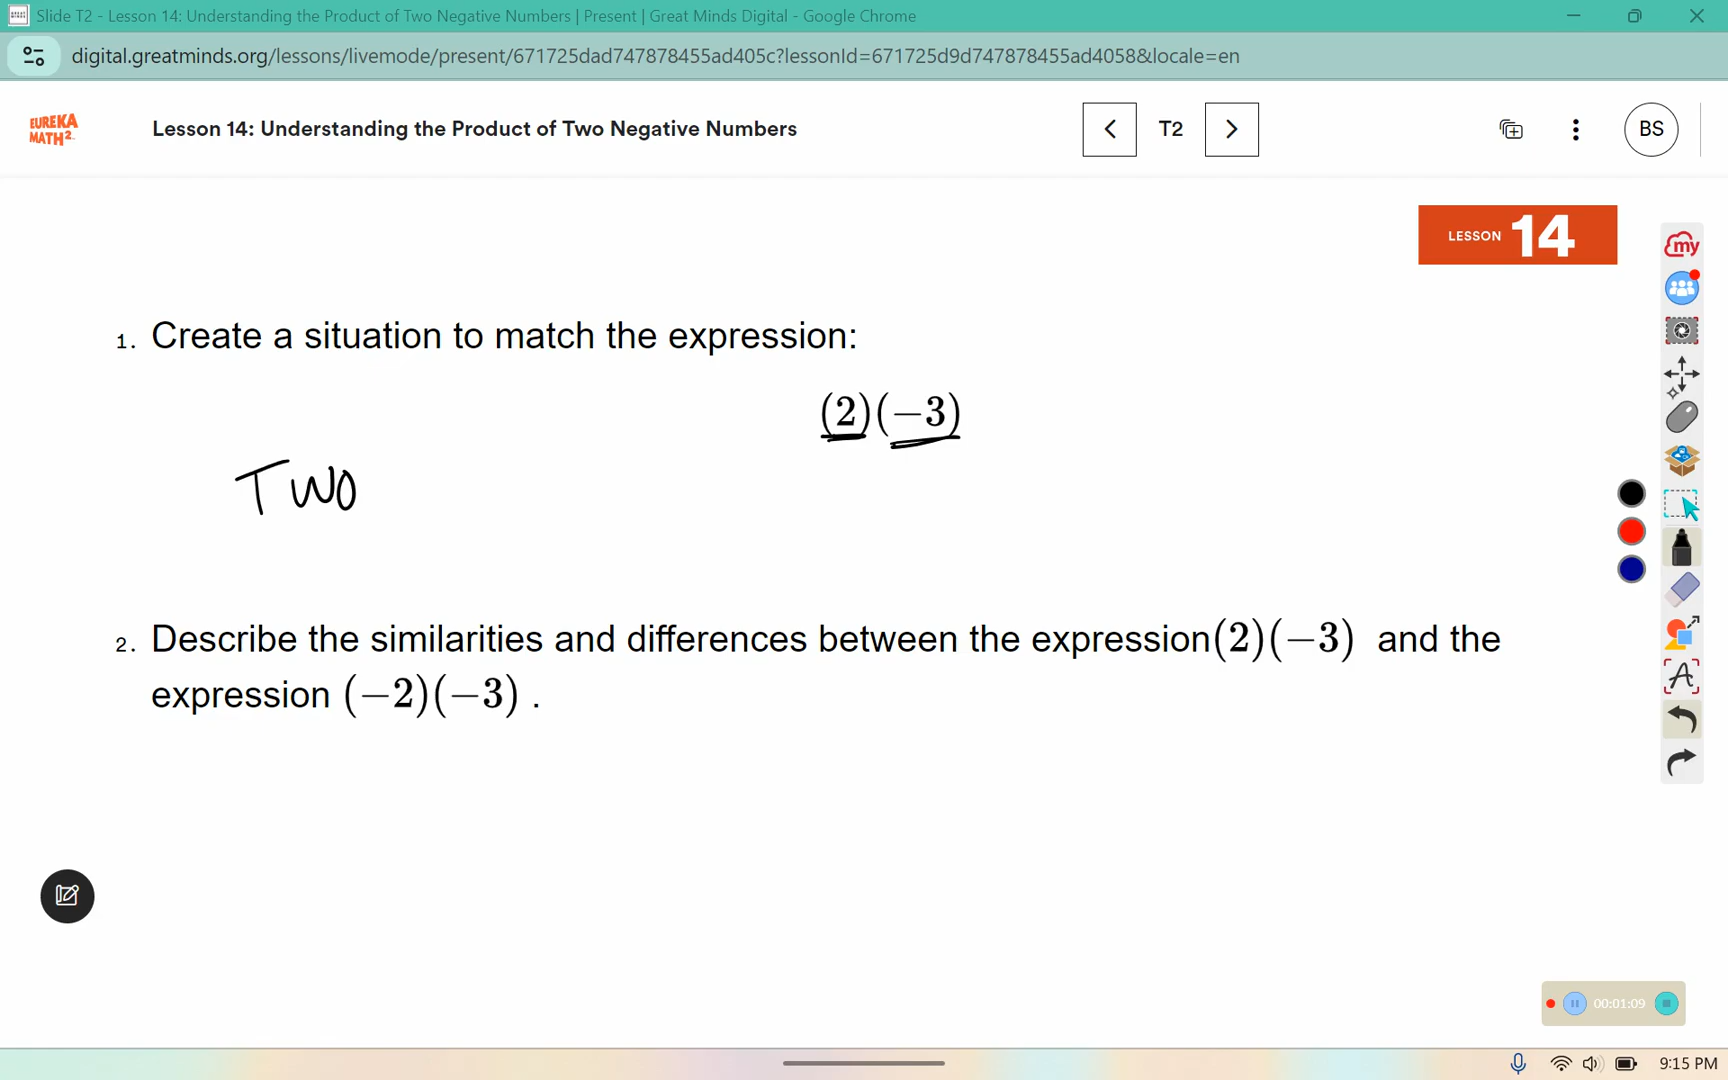 Slide T2 - Lesson 14: Understanding the Product of Two Negative Numbers | Present | Great Minds Digital - Google Chrome
digital.greatminds.org/lessons/livemode/present/671725dad747878455ad405c?lessonId=671725d9d747878455ad4058&locale=en
EUREKA
MATH²
Lesson 14: Understanding the Product of Two Negative Numbers
T2
BS
LESSON 14
my
1. Create a situation to match the expression:
(2)(−3)
Two
2. Describe the similarities and differences between the expression(2)(−3) and the
expression (−2)(−3) .
A
00:01:09
9:15 PM